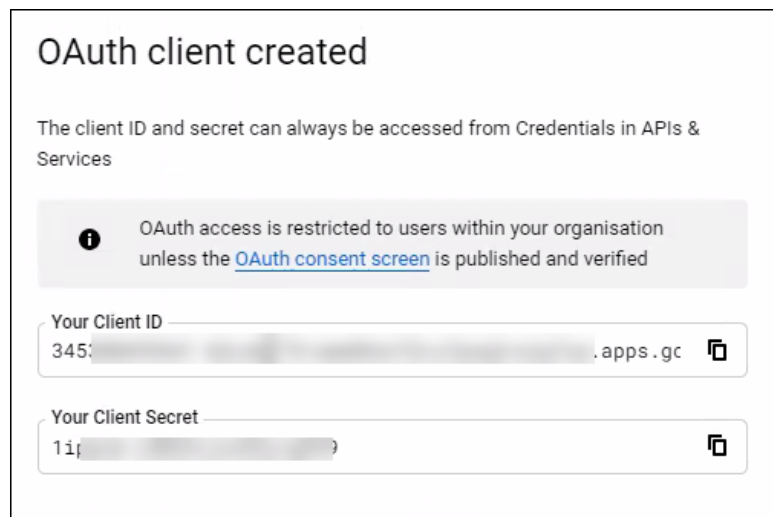 OAuth client created
The client ID and secret can always be accessed from Credentials in APIs &
Services
OAuth access is restricted to users within your organisation
unless the OAuth consent screen is published and verified
Your Client ID
345 .apps.gc
Your Client Secret
1ip 9